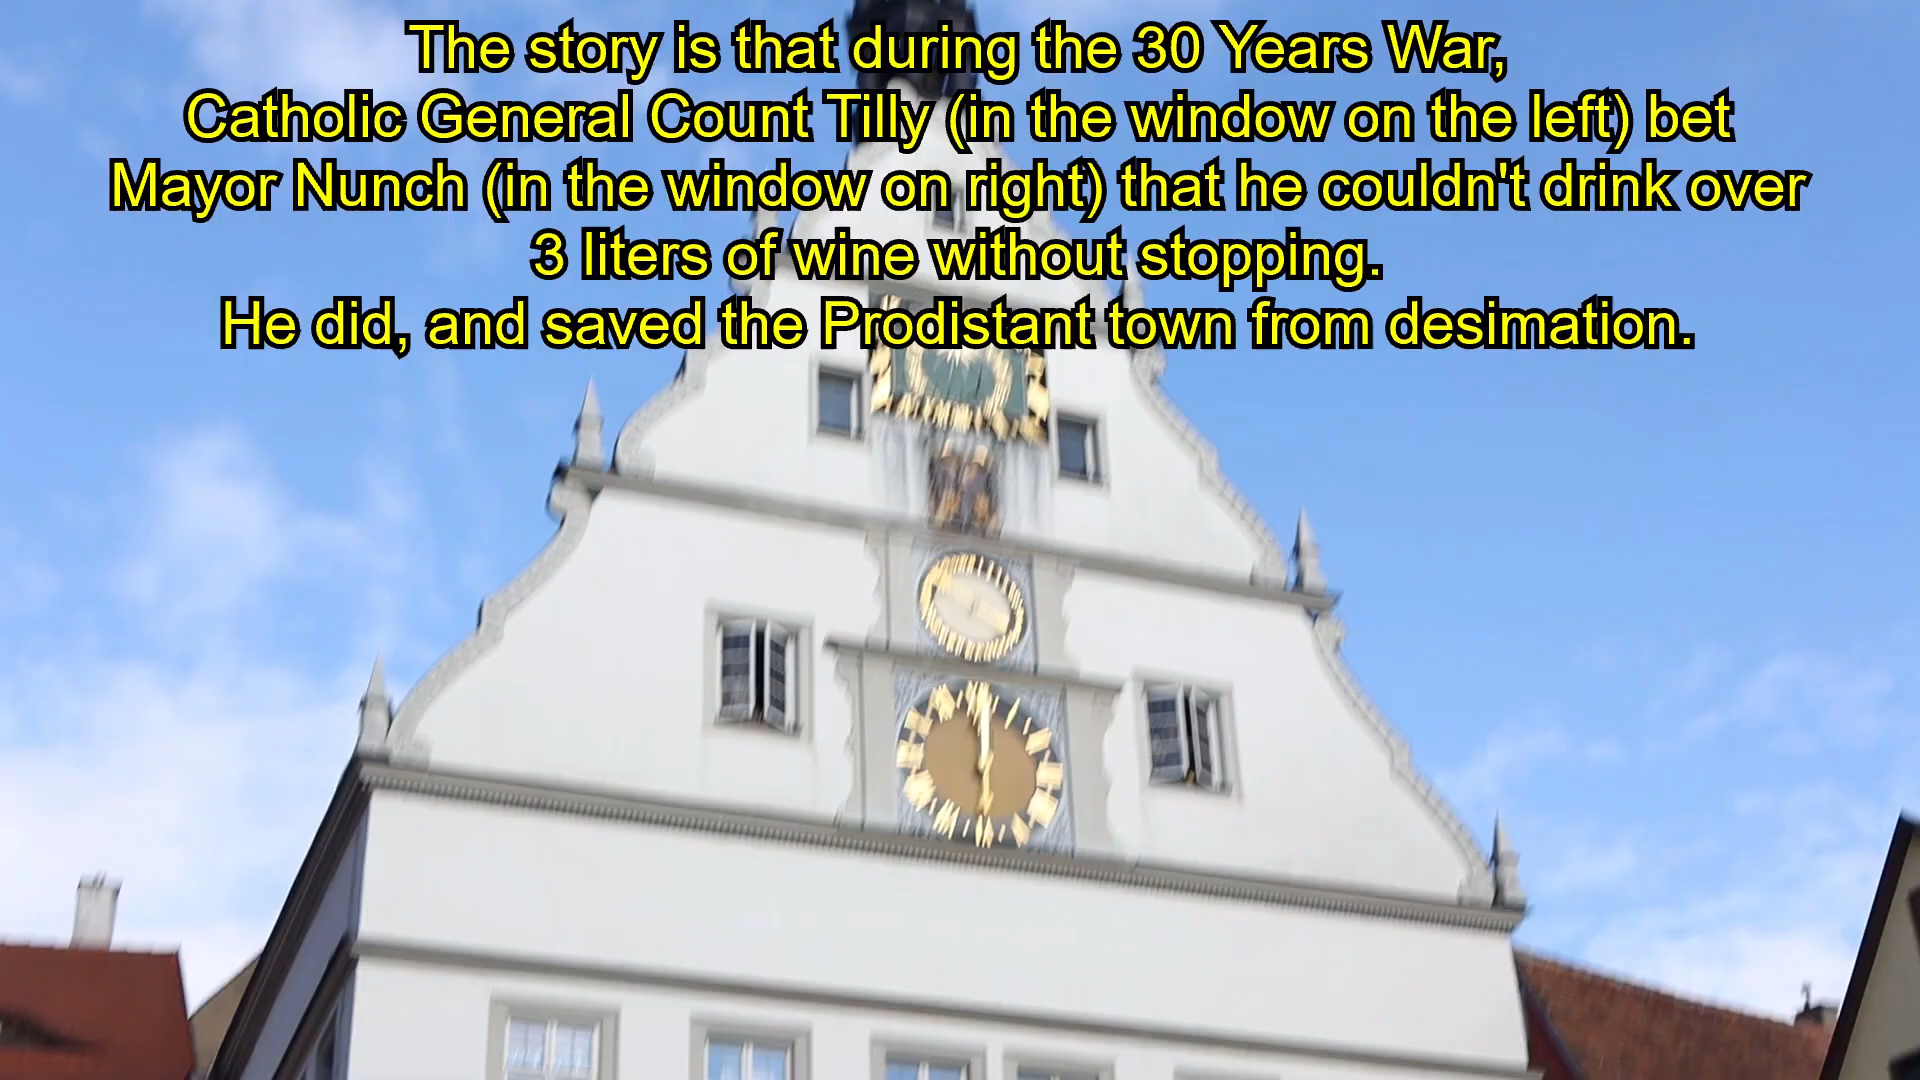 The story is that during the 30 Years War,
Catholic General Count Tilly (in the window on the left) bet
Mayor Nunch (in the window on right) that he couldn't drink over
3 liters of wine without stopping.
He did, and saved the Prodistant town from desimation.